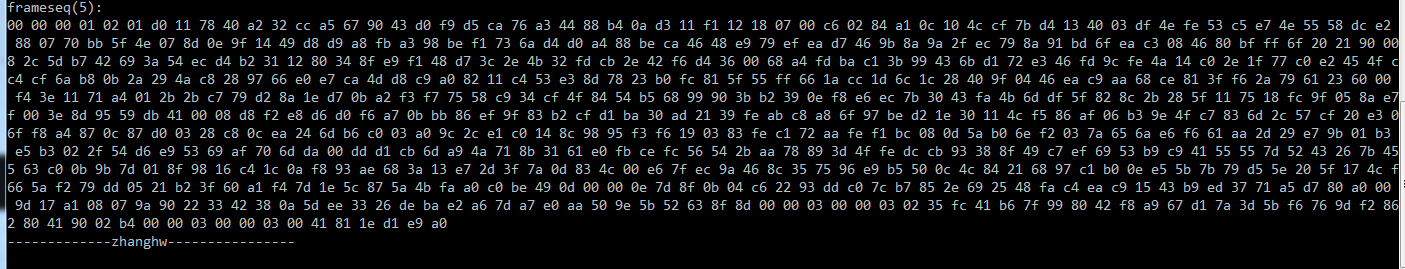 frameseq(5):
00 00 00 01 02 01 d0 11 78 40 a2 32 cc a5 67 90 43 d0 f9 d5 ca 76 a3 44 88 b4 0a d3 11 f1 12 18 07 00 c6 02 84 a1 0c 10 4c cf 7b d4 13 40 03 df 4e fe 53 c5 e7 4e 55 58 dc e2
 88 07 70 bb 5f 4e 07 8d 0e 9f 14 49 d8 d9 a8 fb a3 98 be f1 73 6a d4 d0 a4 88 be ca 46 48 e9 79 ef ea d7 46 9b 8a 9a 2f ec 79 8a 91 bd 6f ea c3 08 46 80 bf ff 6f 20 21 90 00
8 2c 5d b7 42 69 3a 54 ec d4 b2 31 12 80 34 8f e9 f1 48 d7 3c 2e 4b 32 fd cb 2e 42 f6 d4 36 00 68 a4 fd ba c1 3b 99 43 6b d1 72 e3 46 fd 9c fe 4a 14 c0 2e 1f 77 c0 e2 45 4f c
c4 cf 6a b8 0b 2a 29 4a c8 28 97 66 e0 e7 ca 4d d8 c9 a0 82 11 c4 53 e3 8d 78 23 b0 fc 81 5f 55 ff 66 1a cc 1d 6c 1c 28 40 9f 04 46 ea c9 aa 68 ce 81 3f f6 2a 79 61 23 60 00
 f4 3e 11 71 a4 01 2b 2b c7 79 d2 8a 1e d7 0b a2 f3 f7 75 58 c9 34 cf 4f 84 54 b5 68 99 90 3b b2 39 0e f8 e6 ec 7b 30 43 fa 4b 6d df 5f 82 8c 2b 28 5f 11 75 18 fc 9f 05 8a e7
f 00 3e 8d 95 59 db 41 00 08 d8 f2 e8 d6 d0 f6 a7 0b bb 86 ef 9f 83 b2 cf d1 ba 30 ad 21 39 fe ab c8 a8 6f 97 be d2 1e 30 11 4c f5 86 af 06 b3 9e 4f c7 83 6d 2c 57 cf 20 e3 0
6f f8 a4 87 0c 87 d0 03 28 c8 0c ea 24 6d b6 c0 03 a0 9c 2c e1 c0 14 8c 98 95 f3 f6 19 03 83 fe c1 72 aa fe f1 bc 08 0d 5a b0 6e f2 03 7a 65 6a e6 f6 61 aa 2d 29 e7 9b 01 b3
 e5 b3 02 2f 54 d6 e9 53 69 af 70 6d da 00 dd d1 cb 6d a9 4a 71 8b 31 61 e0 fb ce fc 56 54 2b aa 78 89 3d 4f fe dc cb 93 38 8f 49 c7 ef 69 53 b9 c9 41 55 55 7d 52 43 26 7b 45
5 63 c0 0b 9b 7d 01 8f 98 16 c4 1c 0a f8 93 ae 68 3a 13 e7 2d 3f 7a 0d 83 4c 00 e6 7f ec 9a 46 8c 35 75 96 e9 b5 50 0c 4c 84 21 68 97 c1 b0 0e e5 5b 7b 79 d5 5e 20 5f 17 4c f
66 5a f2 79 dd 05 21 b2 3f 60 a1 f4 7d 1e 5c 87 5a 4b fa a0 c0 be 49 0d 00 00 0e 7d 8f 0b 04 c6 22 93 dd c0 7c b7 85 2e 69 25 48 fa c4 ea c9 15 43 b9 ed 37 71 a5 d7 80 a0 00
 9d 17 a1 08 07 9a 90 22 33 42 38 0a 5d ee 33 26 de ba e2 a6 7d a7 e0 aa 50 9e 5b 52 63 8f 8d 00 00 03 00 00 03 02 35 fc 41 b6 7f 99 80 42 f8 a9 67 d1 7a 3d 5b f6 76 9d f2 86
2 80 41 90 02 b4 00 00 03 00 00 03 00 41 81 1e d1 e9 a0
-------------zhanghw----------------